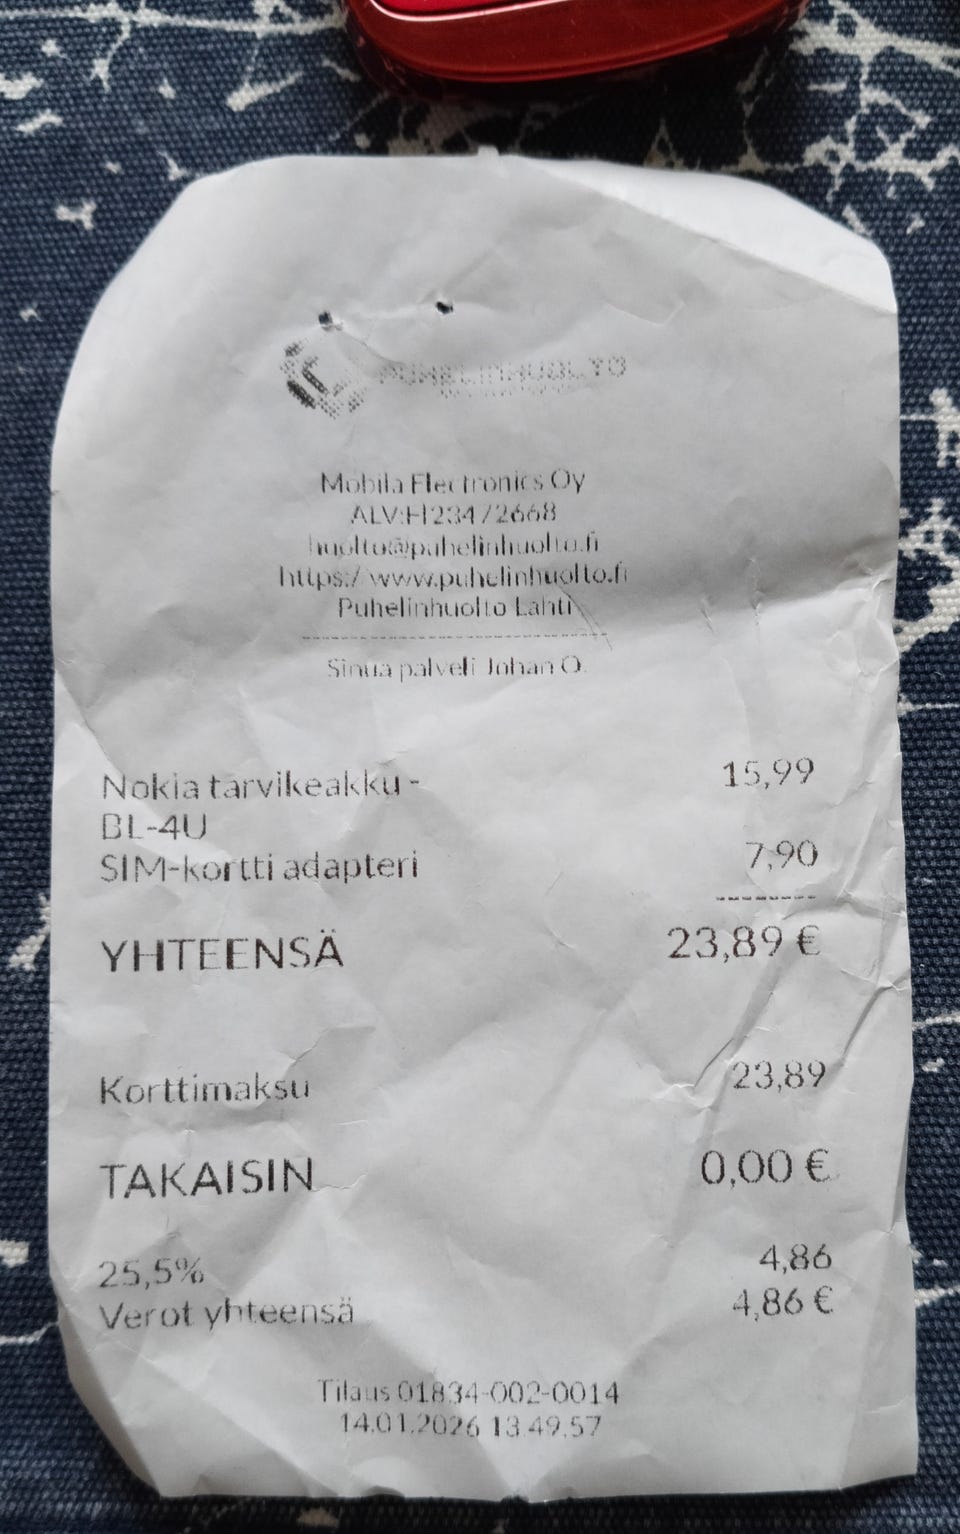 PUHELINHUOLTO
Mobila Electronics Oy
ALV:FI23472668
huolto@puhelinhuolto.fi
https://www.puhelinhuolto.fi
Puhelinhuolto Lahti
Sinua palveli Johan O.
Nokia tarvikeakku - 15,99
BL-4U
SIM-kortti adapteri 7,90
YHTEENSÄ 23,89 €
Korttimaksu 23,89
TAKAISIN 0,00 €
25,5% 4,86
Verot yhteensä 4,86 €
Tilaus 01834-002-0014
14.01.2026 13.49.57